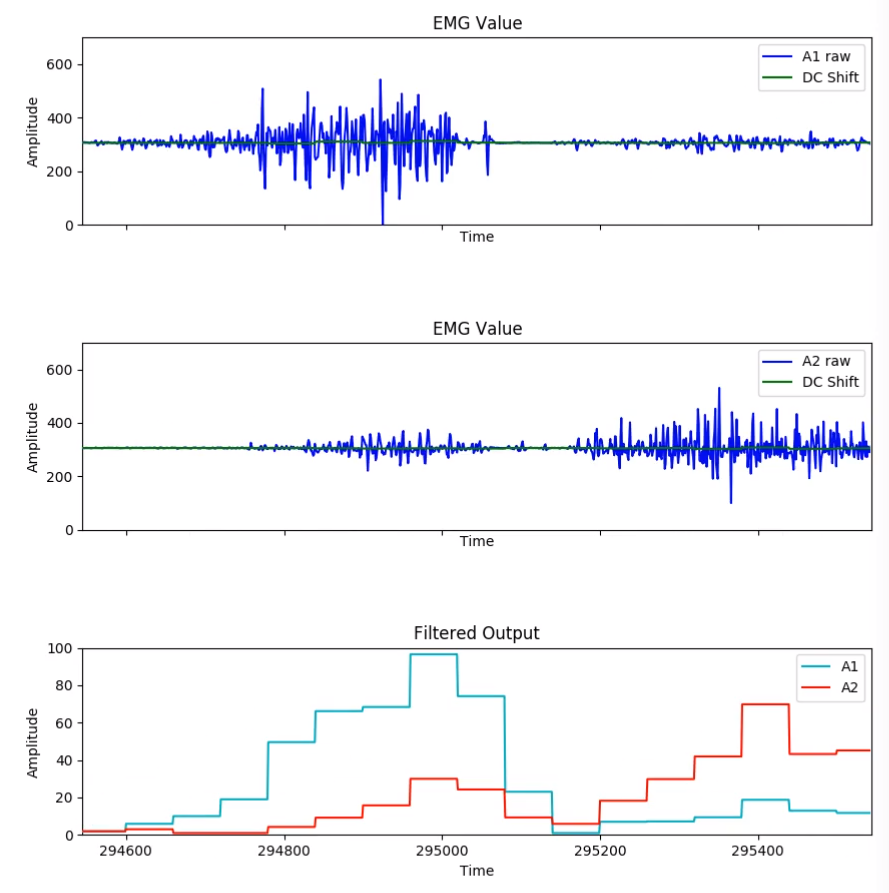 EMG Value
600
400
200
0
Amplitude
A1 raw
DC Shift
Time
EMG Value
600
400
200
0
Amplitude
A2 raw
DC Shift
Time
Filtered Output
100
80
60
40
20
0
Amplitude
A1
A2
294600 294800 295000 295200 295400
Time